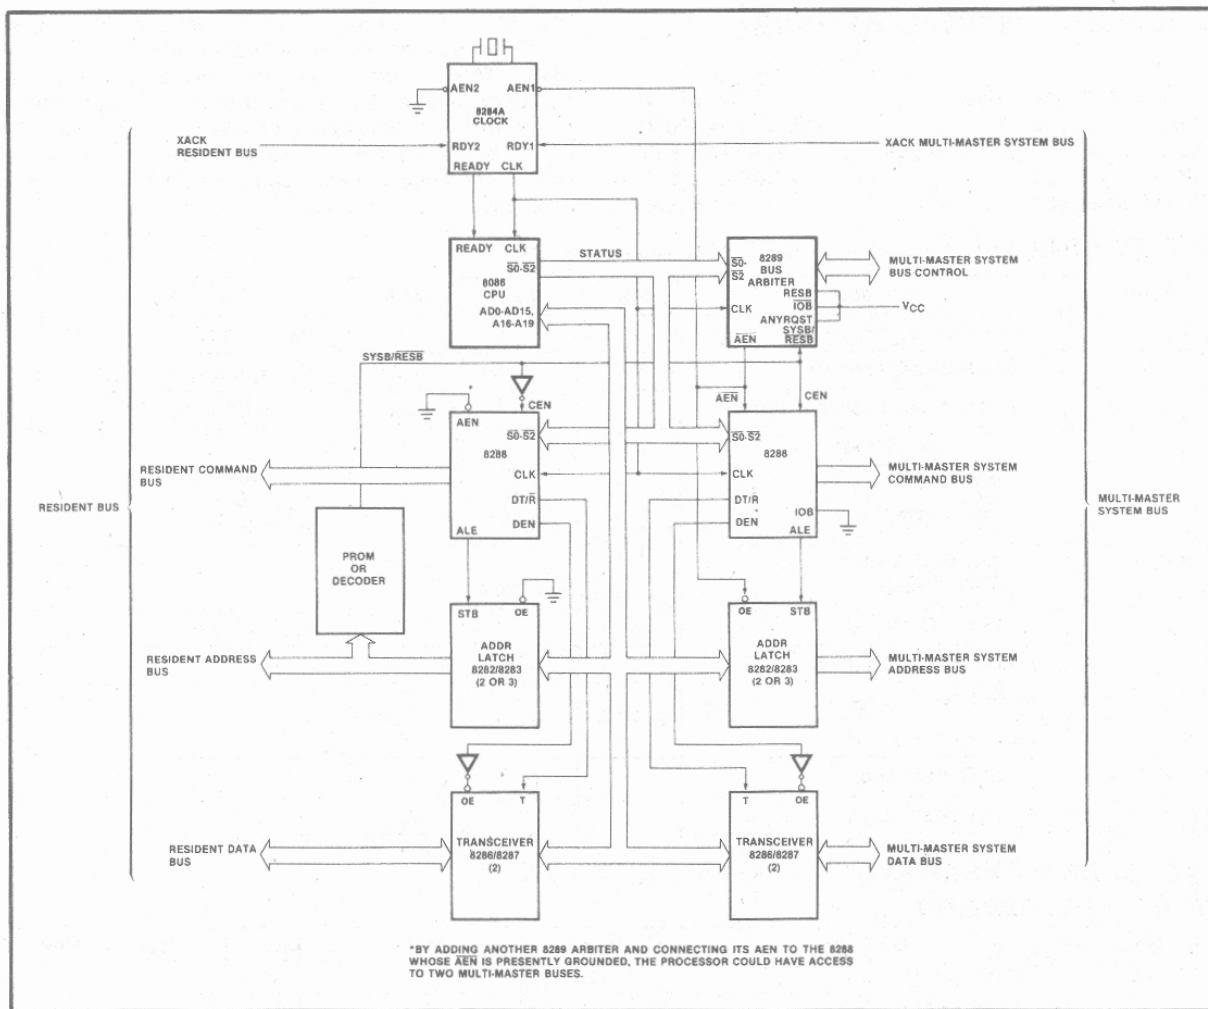 AEN2 AEN1
8284A
CLOCK
XACK
RESIDENT BUS
RDY2 RDY1
XACK MULTI-MASTER SYSTEM BUS
READY CLK
READY CLK
S0-S2
8086
CPU
AD0-AD15,
A16-A19
STATUS
S0-
S2
8289
BUS
ARBITER
RESB
IOB
ANYRQST
SYSB/
RESB
CLK
AEN
MULTI-MASTER SYSTEM
BUS CONTROL
VCC
SYSB/RESB
*
CEN
AEN
CEN
AEN
S0-S2
8288
CLK
DT/R
DEN
ALE
S0-S2
8288
CLK
DT/R
DEN
IOB
ALE
RESIDENT COMMAND
BUS
MULTI-MASTER SYSTEM
COMMAND BUS
RESIDENT BUS
MULTI-MASTER
SYSTEM BUS
PROM
OR
DECODER
STB OE
ADDR
LATCH
8282/8283
(2 OR 3)
OE STB
ADDR
LATCH
8282/8283
(2 OR 3)
RESIDENT ADDRESS
BUS
MULTI-MASTER SYSTEM
ADDRESS BUS
OE T
TRANSCEIVER
8286/8287
(2)
T OE
TRANSCEIVER
8286/8287
(2)
RESIDENT DATA
BUS
MULTI-MASTER SYSTEM
DATA BUS
*BY ADDING ANOTHER 8289 ARBITER AND CONNECTING ITS AEN TO THE 8288
WHOSE AEN IS PRESENTLY GROUNDED, THE PROCESSOR COULD HAVE ACCESS
TO TWO MULTI-MASTER BUSES.